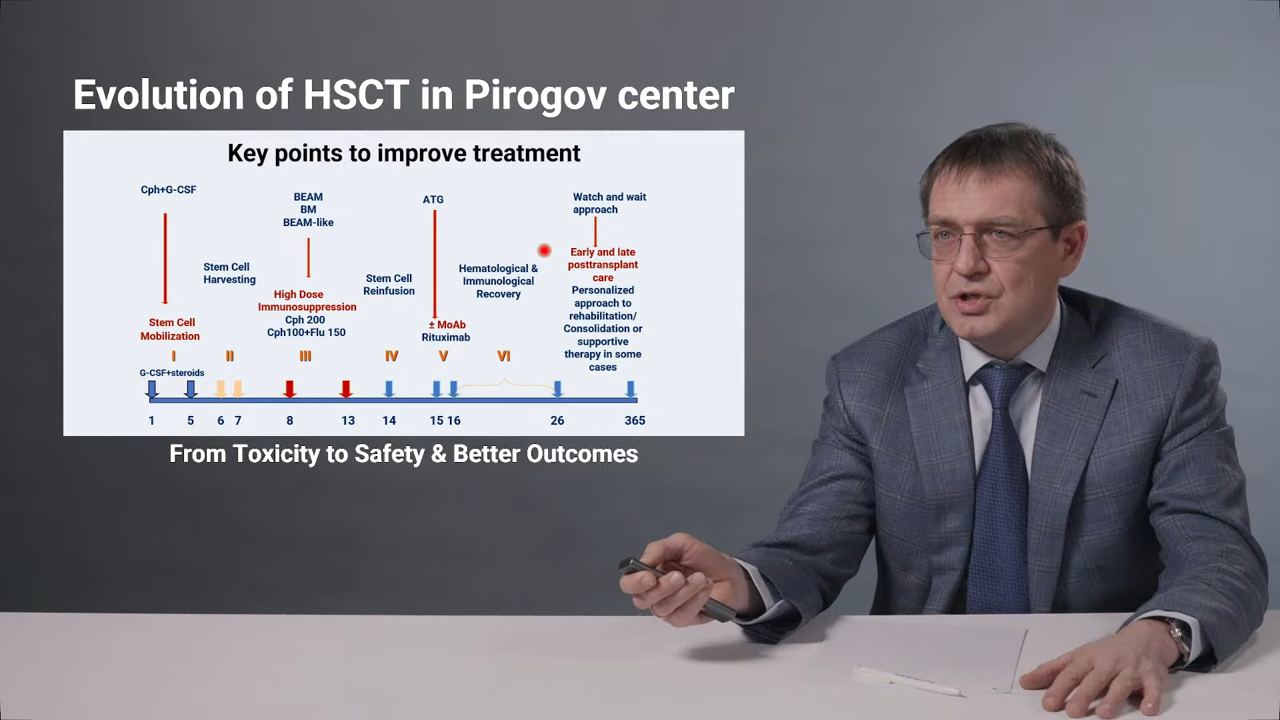 Evolution of HSCT in Pirogov center
Key points to improve treatment
Cph+G-CSF
BEAM
BM
BEAM-like
ATG
Watch and wait
approach
Stem Cell
Harvesting
Stem Cell
Reinfusion
Hematological &
Immunological
Recovery
Early and late
posttransplant
care
Personalized
approach to
rehabilitation/
Consolidation or
supportive
therapy in some
cases
High Dose
Immunosuppression
Cph 200
Cph100+Flu 150
Stem Cell
Mobilization
± MoAb
Rituximab
I II III IV V VI
G-CSF+steroids
1 5 6 7 8 13 14 15 16 26 365
From Toxicity to Safety & Better Outcomes